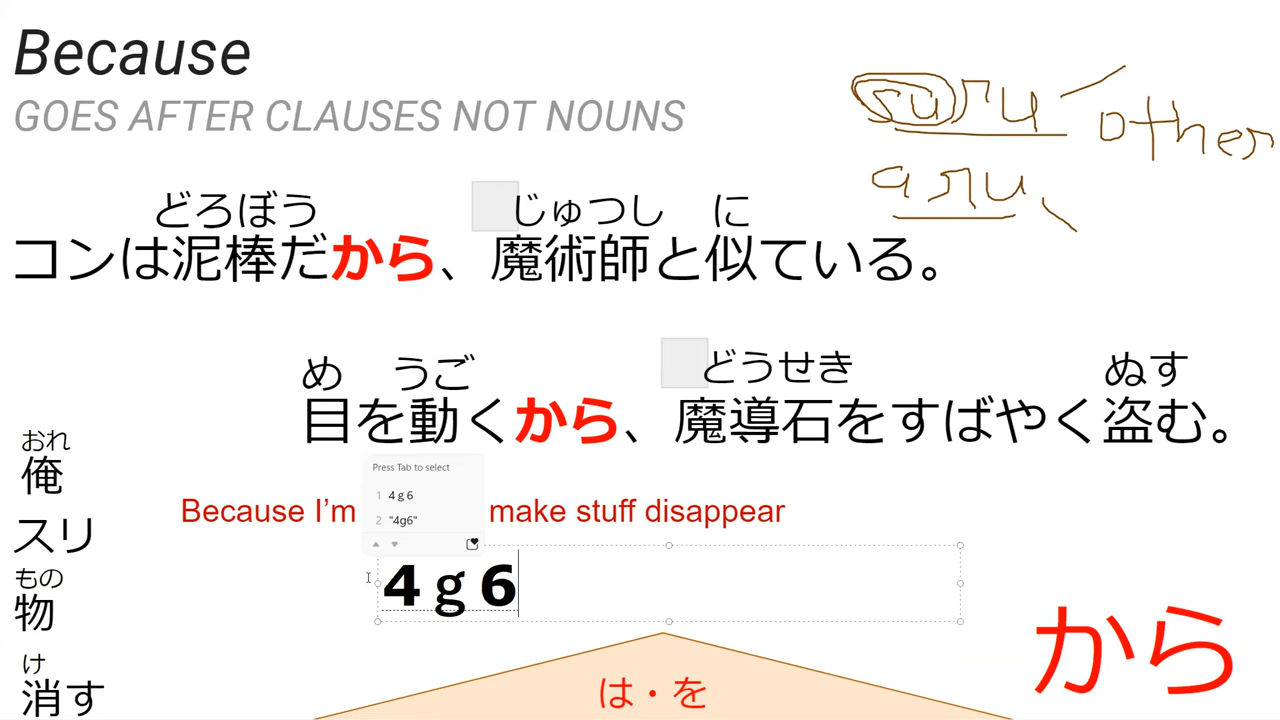 Because
GOES AFTER CLAUSES NOT NOUNS
suru other
aru
どろぼう じゅつし に
コンは泥棒だから、魔術師と似ている。
め うご どうせき ぬす
目を動くから、魔導石をすばやく盗む。
おれ
俺
スリ
もの
物
け
消す
Press Tab to select
1 4 g 6
2 "4g6"
Because I'm make stuff disappear
4 g 6
は・を
から